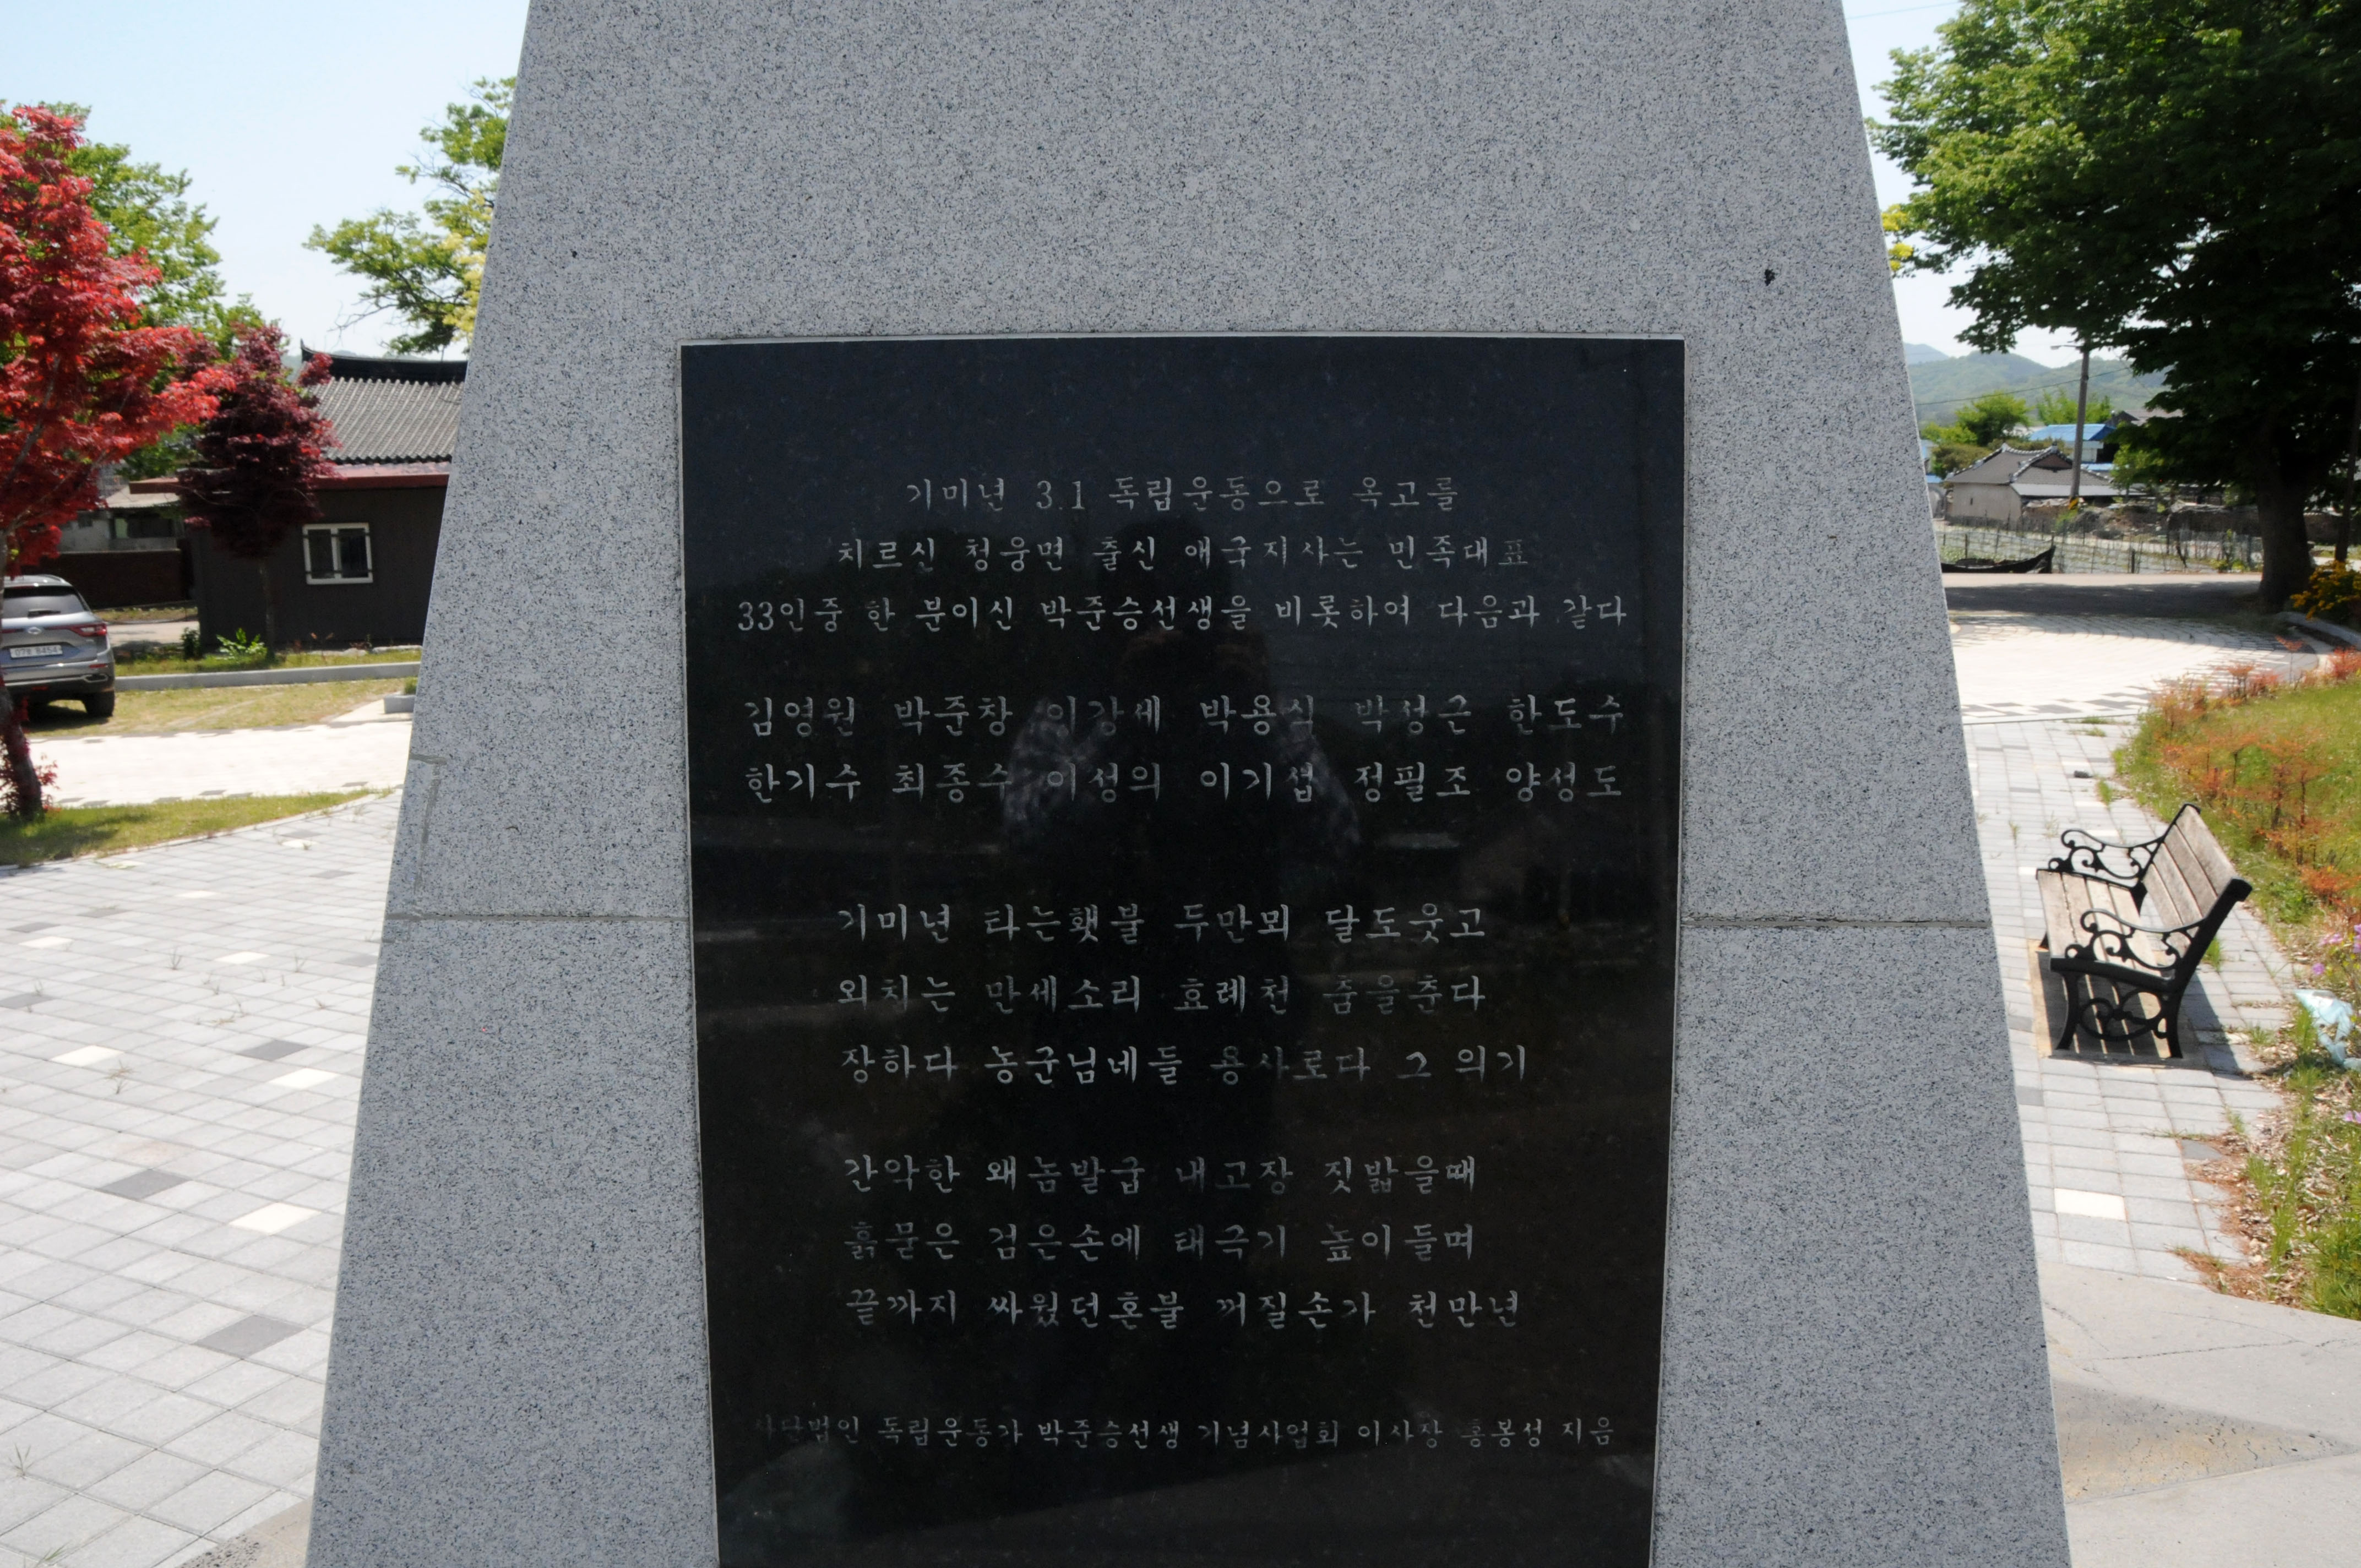 기미년 3.1 독립운동으로 옥고를
치르신 청웅면 출신 애국지사는 민족대표
33인중 한 분이신 박준승선생을 비롯하여 다음과 같다
김영원 박준창 이강세 박용식 박성근 한도수
한기수 최종수 이성의 이기섭 정필조 양성도
기미년 타는횃불 두만뫼 달도웃고
외치는 만세소리 효례천 춤을춘다
장하다 농군님네들 용사로다 그 의기
간악한 왜놈발굽 내고장 짓밟을때
흙묻은 검은손에 태극기 높이들며
끝까지 싸웠던혼불 꺼질손가 천만년
사단법인 독립운동가 박준승선생 기념사업회 이사장 홍봉성 지음